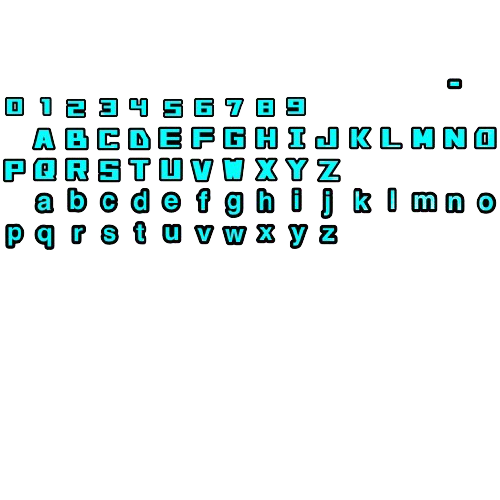 -
0 1 2 3 4 5 6 7 8 9
A B C D E F G H I J K L M N O
P Q R S T U V W X Y Z
a b c d e f g h i j k l m n o
p q r s t u v w x y z